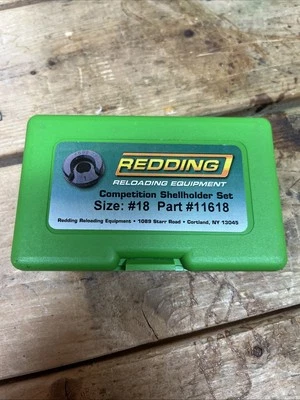 REDDING
RELOADING EQUIPMENT
Competition Shellholder Set
Size: #18 Part #11618
Redding Reloading Equipment • 1089 Starr Road • Cortland, NY 13045